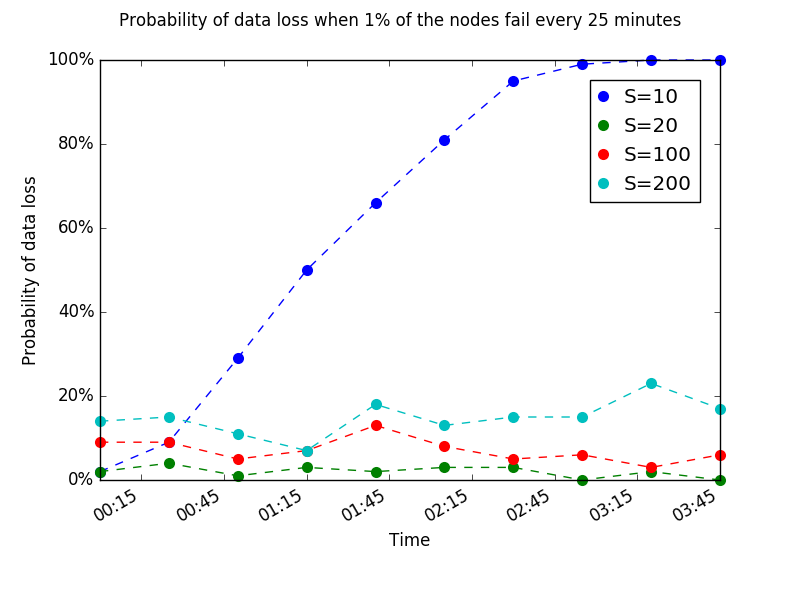 Probability of data loss when 1% of the nodes fail every 25 minutes
100%
80%
60%
40%
20%
0%
Probability of data loss
S=10
S=20
S=100
S=200
00:15
00:45
01:15
01:45
02:15
02:45
03:15
03:45
Time